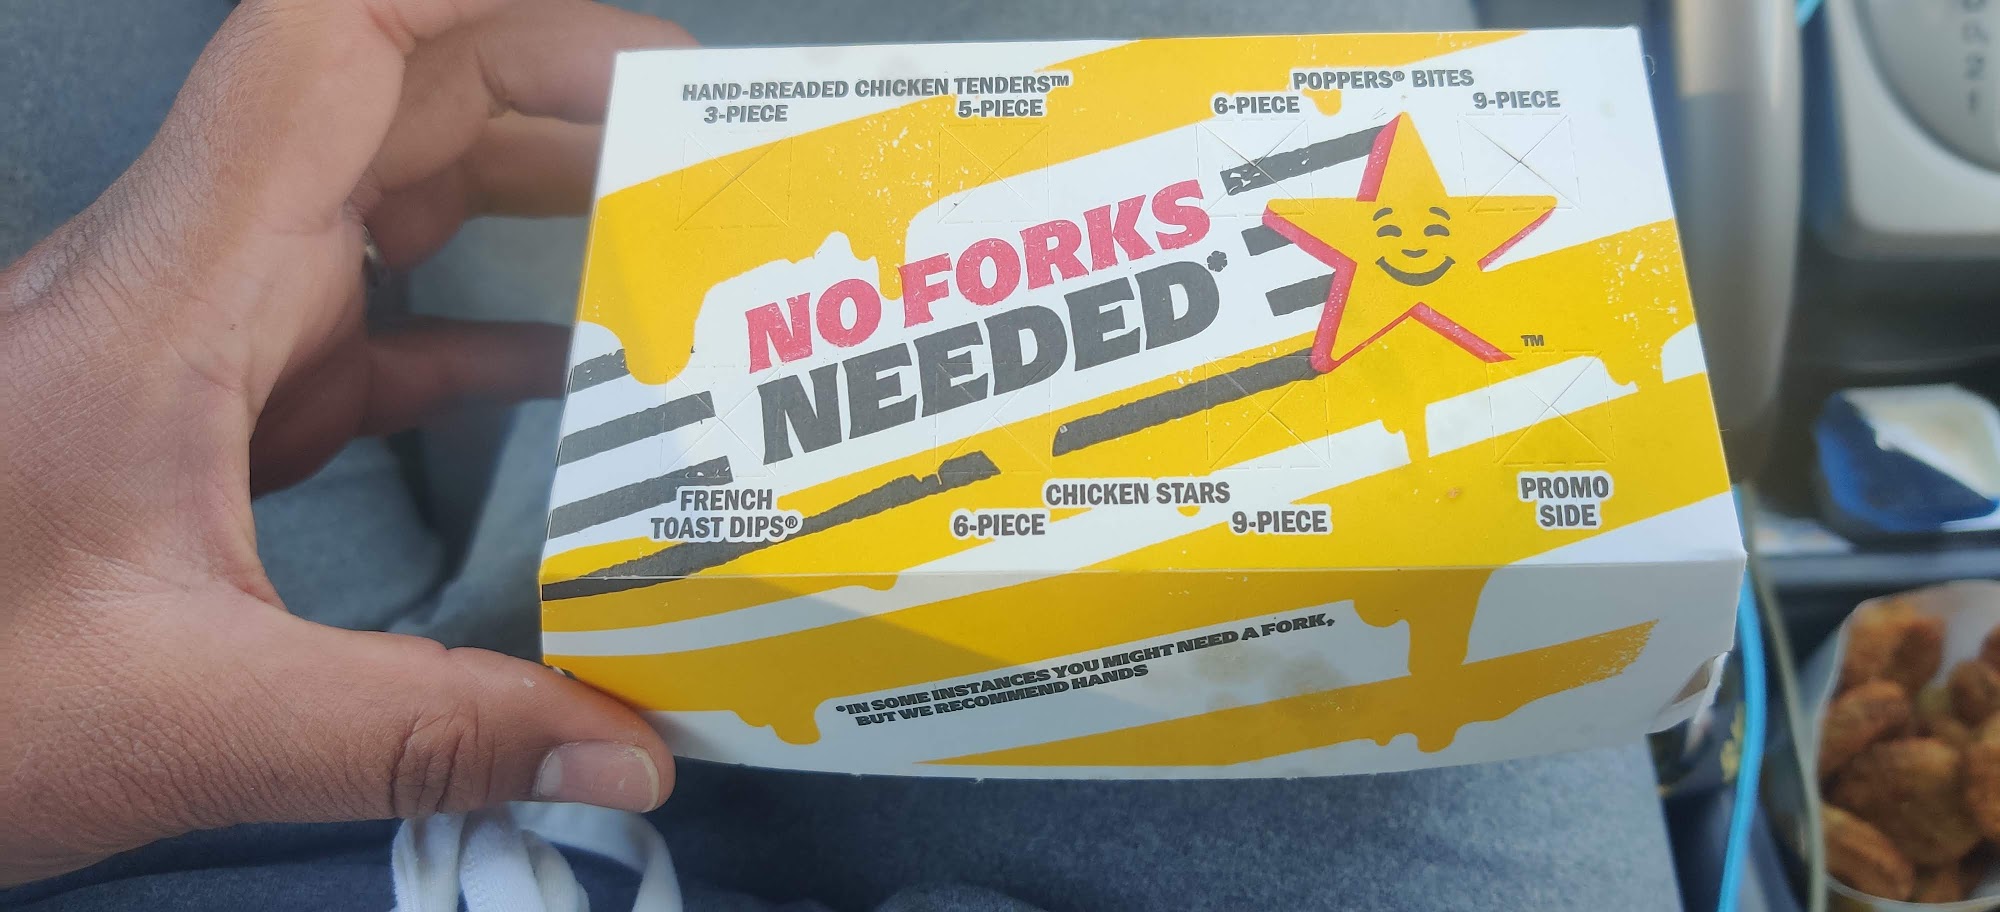 HAND-BREADED CHICKEN TENDERS™
3-PIECE 5-PIECE
POPPERS® BITES
6-PIECE 9-PIECE
NO FORKS
NEEDED*
™
FRENCH
TOAST DIPS®
CHICKEN STARS
6-PIECE 9-PIECE
PROMO
SIDE
*IN SOME INSTANCES YOU MIGHT NEED A FORK,
BUT WE RECOMMEND HANDS